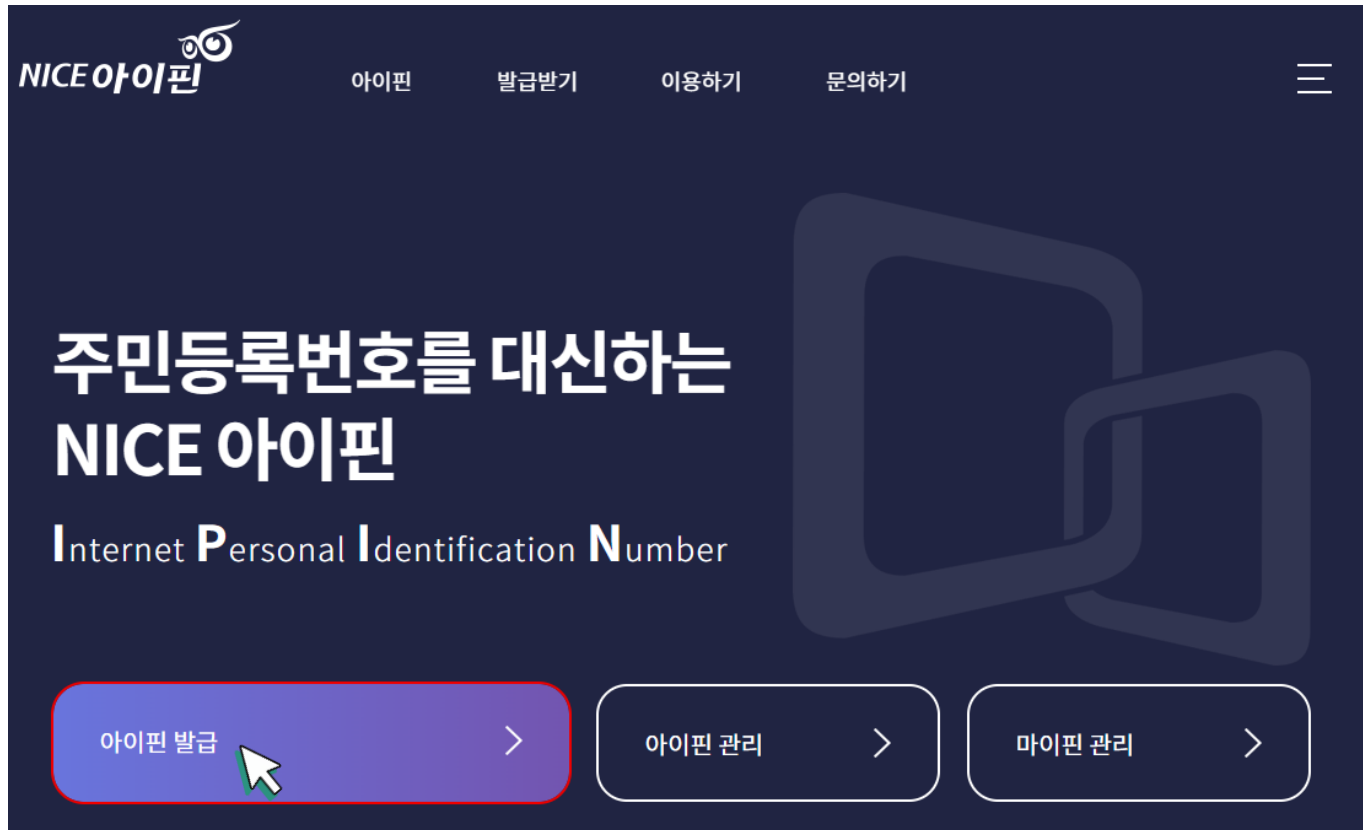 NICE 아이핀
아이핀 발급받기 이용하기 문의하기
주민등록번호를 대신하는
NICE 아이핀
Internet Personal Identification Number
아이핀 발급 아이핀 관리 마이핀 관리